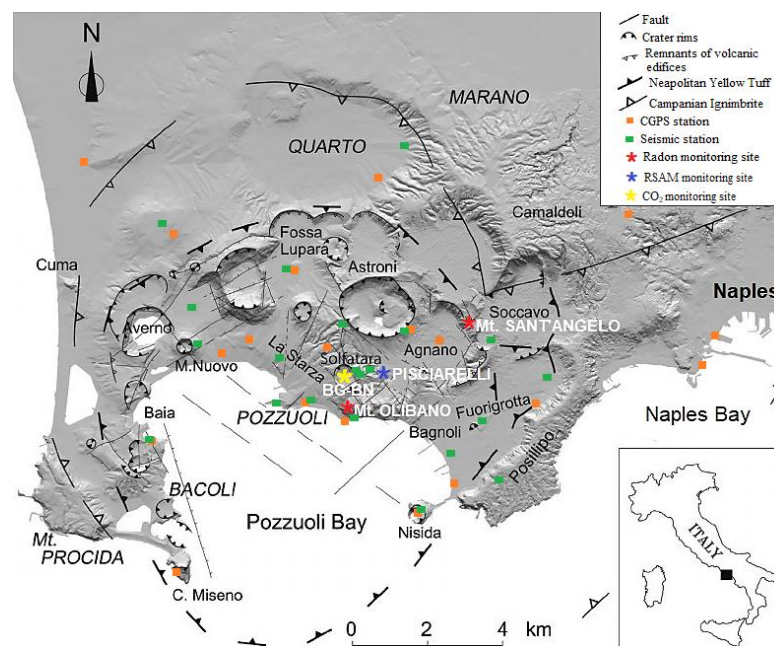 N
MARANO
QUARTO
Camaldoli
Fossa
Lupara
Astroni
Cuma
Soccavo
Naples
Averno
Mt. SANT'ANGELO
La Starza
Agnano
M.Nuovo
Solfatara
PISCIARELLI
BG-BN
Fuorigrotta
Naples Bay
Baia
POZZUOLI
Mt. OLIBANO
Bagnoli
Posillipo
BACOLI
Pozzuoli Bay
Nisida
Mt.
PROCIDA
C. Miseno
0 2 4 km
Fault
Crater rims
Remnants of volcanic
edifices
Neapolitan Yellow Tuff
Campanian Ignimbrite
CGPS station
Seismic station
Radon monitoring site
RSAM monitoring site
CO₂ monitoring site
ITALY